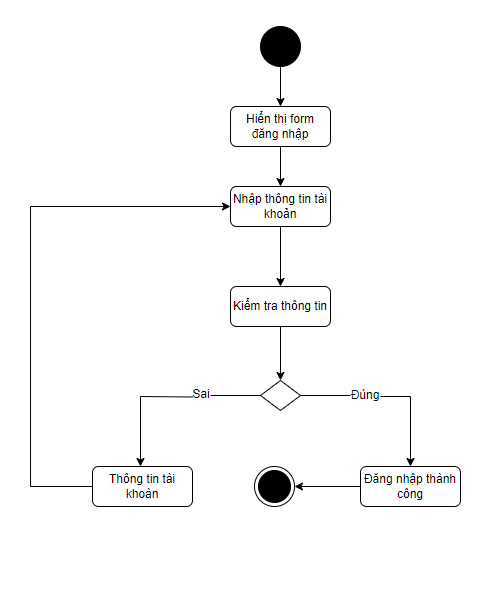 Hiển thị form
đăng nhập
Nhập thông tin tài
khoản
Kiểm tra thông tin
Sai
Đúng
Thông tin tài
khoản
Đăng nhập thành
công